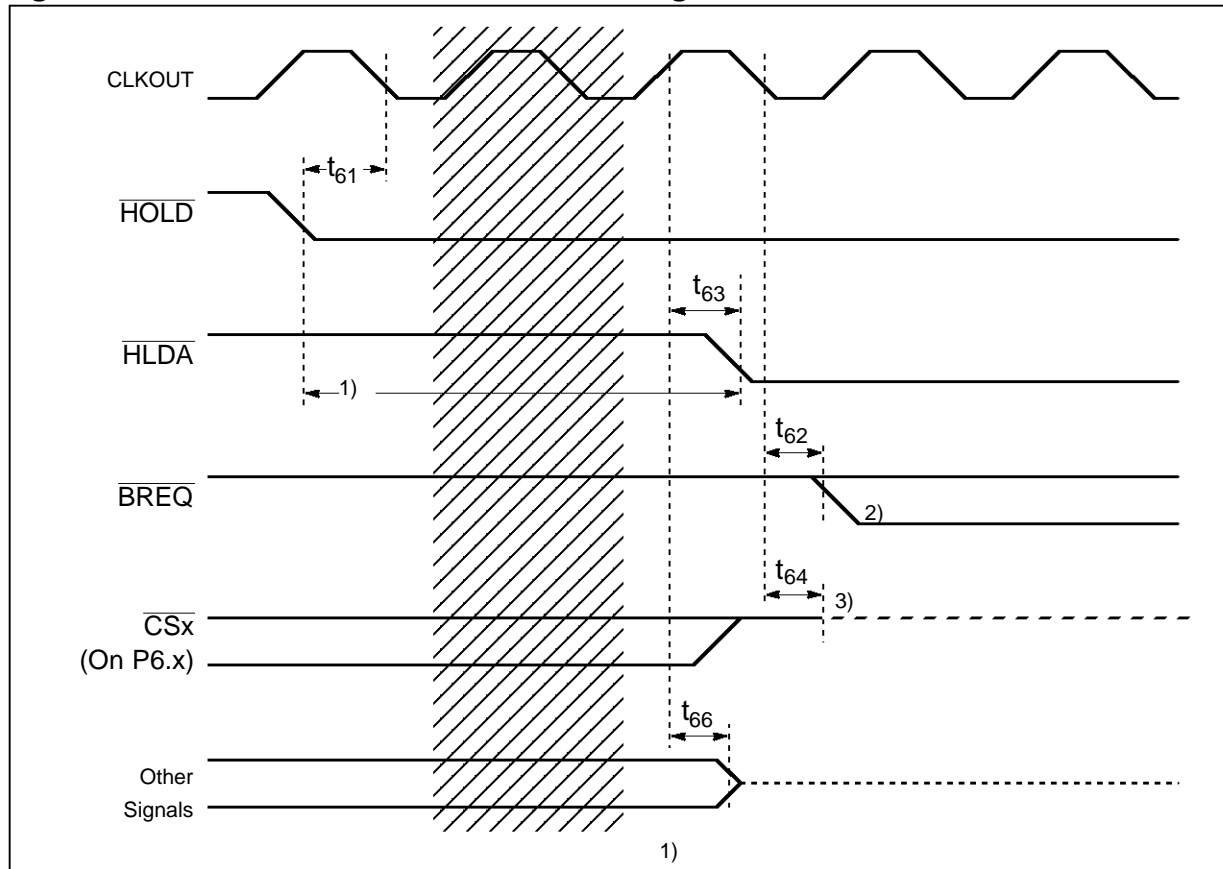 CLKOUT
t61
HOLD
t63
HLDA
1)
t62
BREQ
2)
t64
3)
CSx
(On P6.x)
t66
Other
Signals
1)